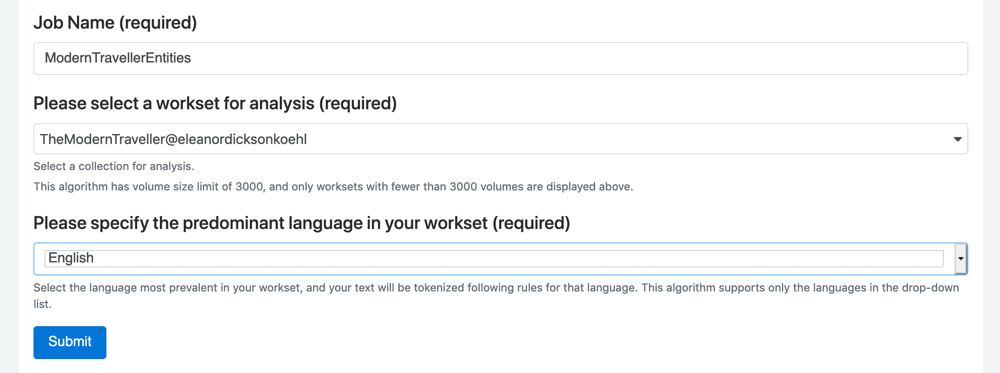 Job Name (required)
ModernTravellerEntities
Please select a workset for analysis (required)
TheModernTraveller@eleanordicksonkoehl
Select a collection for analysis.
This algorithm has volume size limit of 3000, and only worksets with fewer than 3000 volumes are displayed above.
Please specify the predominant language in your workset (required)
English
Select the language most prevalent in your workset, and your text will be tokenized following rules for that language. This algorithm supports only the languages in the drop-down
list.
Submit